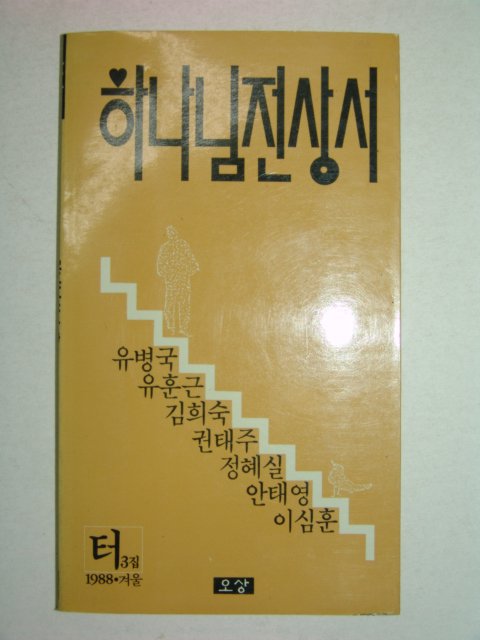 하나님전상서
유병국
유훈근
김희숙
권태주
정혜실
안태영
이심훈
터 3집
1988•겨울
오상